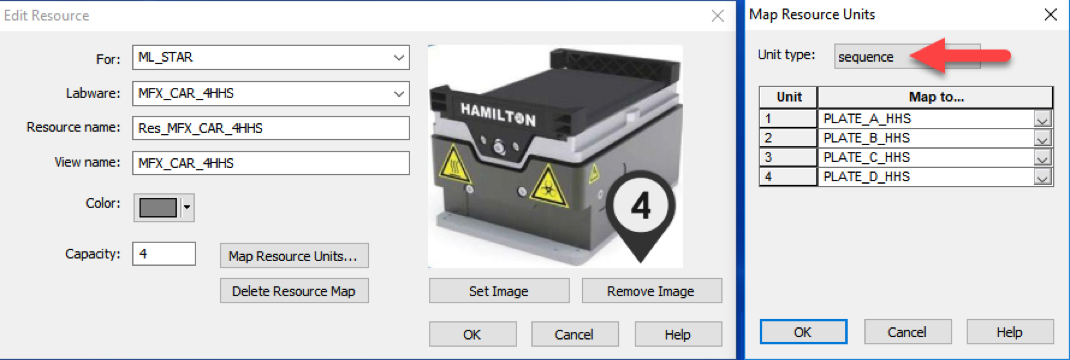 Edit Resource
For: ML_STAR
Labware: MFX_CAR_4HHS
Resource name: Res_MFX_CAR_4HHS
View name: MFX_CAR_4HHS
Color:
Capacity: 4
Map Resource Units...
Delete Resource Map
HAMILTON
4
Set Image
Remove Image
OK
Cancel
Help
Map Resource Units
Unit type: sequence
Unit Map to...
1 PLATE_A_HHS
2 PLATE_B_HHS
3 PLATE_C_HHS
4 PLATE_D_HHS
OK
Cancel
Help